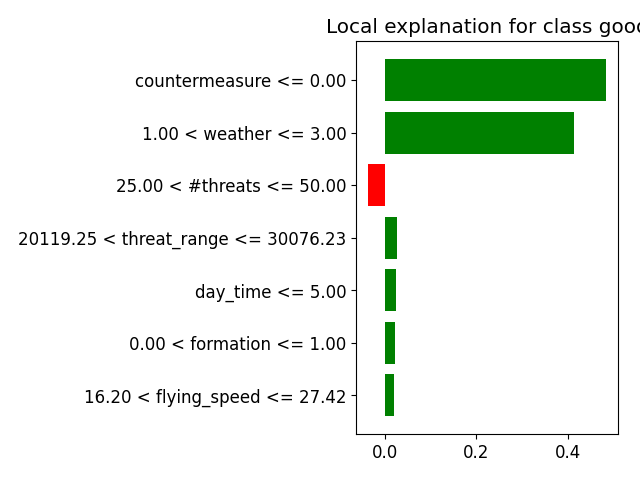 Local explanation for class good
countermeasure <= 0.00
1.00 < weather <= 3.00
25.00 < #threats <= 50.00
20119.25 < threat_range <= 30076.23
day_time <= 5.00
0.00 < formation <= 1.00
16.20 < flying_speed <= 27.42
0.0 0.2 0.4